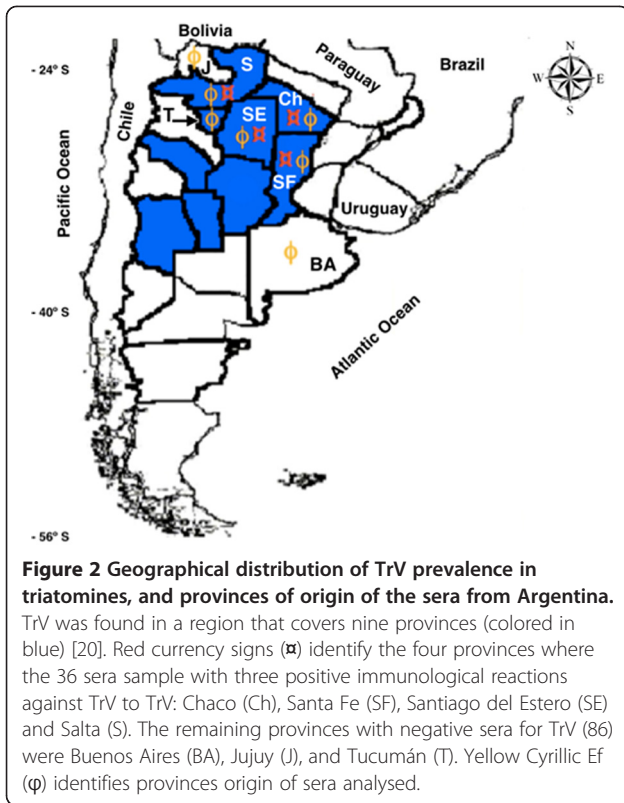 Bolivia
- 24° S
J
S
Paraguay
Brazil
N
W
E
S
ϕ
ϕ ¤
Ch
¤ ϕ
T
ϕ
SE
ϕ ¤
¤ ϕ
SF
Chile
Pacific Ocean
Uruguay
ϕ
BA
- 40° S
Atlantic Ocean
- 56° S
Figure 2 Geographical distribution of TrV prevalence in
triatomines, and provinces of origin of the sera from Argentina.
TrV was found in a region that covers nine provinces (colored in
blue) [20]. Red currency signs (¤) identify the four provinces where
the 36 sera sample with three positive immunological reactions
against TrV to TrV: Chaco (Ch), Santa Fe (SF), Santiago del Estero (SE)
and Salta (S). The remaining provinces with negative sera for TrV (86)
were Buenos Aires (BA), Jujuy (J), and Tucumán (T). Yellow Cyrillic Ef
(φ) identifies provinces origin of sera analysed.